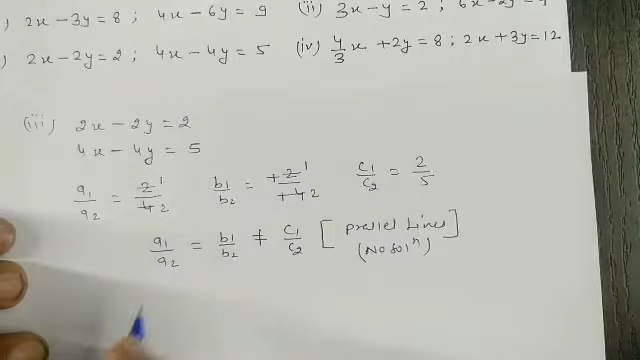 ) 2x - 3y = 8 ; 4x - 6y = 9 (ii) 3x - y = 2 ;
) 2x - 2y = 2 ; 4x - 4y = 5 (iv) 4/3 x + 2y = 8 ; 2x + 3y = 12
(iii) 2x - 2y = 2
4x - 4y = 5
a1/a2 = 2 1/4 2 b1/b2 = +2 1/+4 2 c1/c2 = 2/5
a1/a2 = b1/b2 ≠ c1/c2 [Parallel Lines
(No solⁿ)]